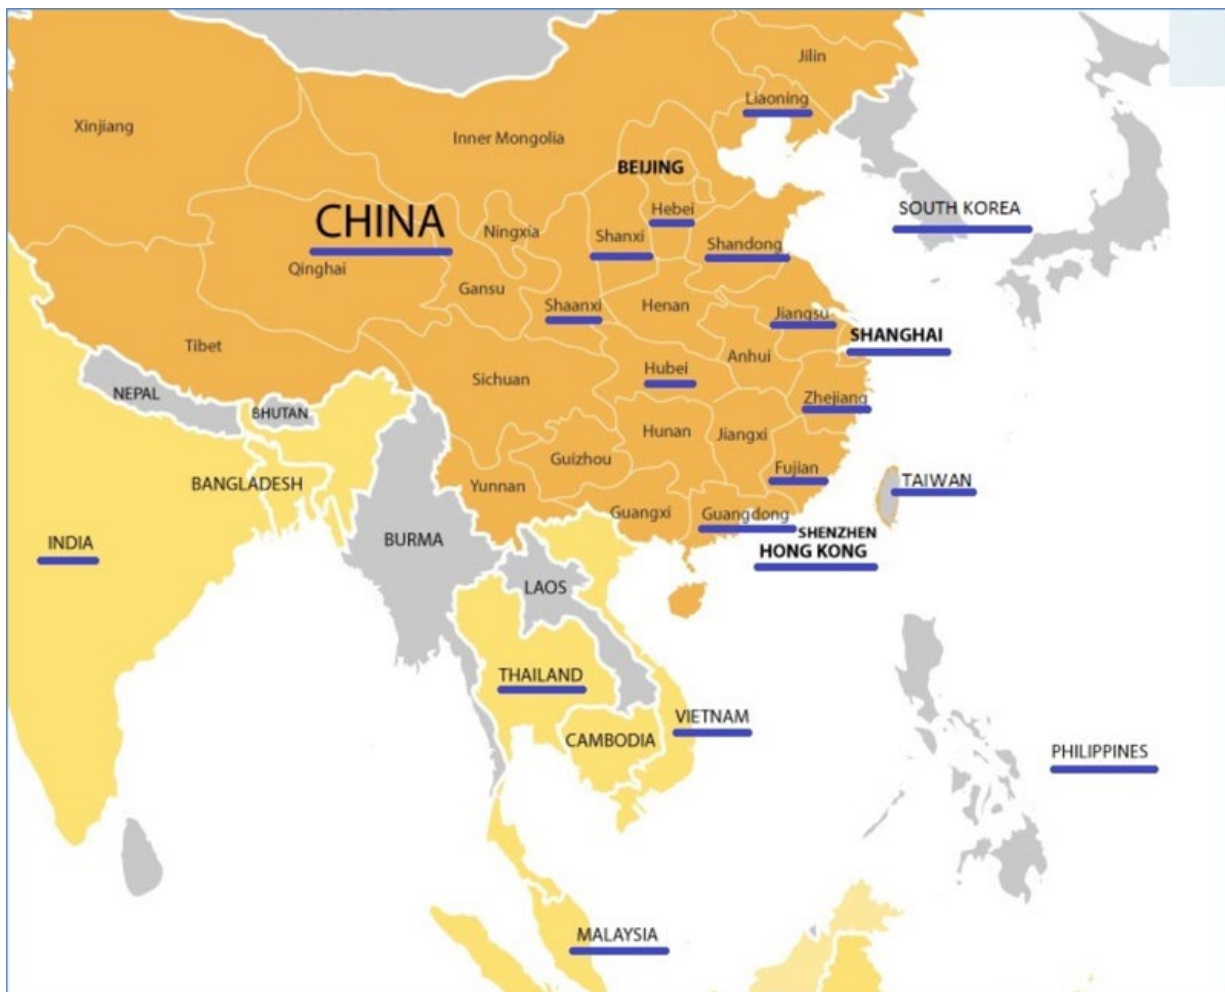 Jilin
Liaoning
Xinjiang
Inner Mongolia
BEIJING
Hebei
SOUTH KOREA
CHINA
Ningxia
Shanxi
Shandong
Qinghai
Gansu
Shaanxi
Henan
Jiangsu
SHANGHAI
Tibet
Anhui
Sichuan
Hubei
NEPAL
Zhejiang
BHUTAN
Hunan
Jiangxi
Guizhou
Fujian
BANGLADESH
Yunnan
TAIWAN
Guangxi
Guangdong
SHENZHEN
INDIA
BURMA
HONG KONG
LAOS
THAILAND
VIETNAM
CAMBODIA
PHILIPPINES
MALAYSIA